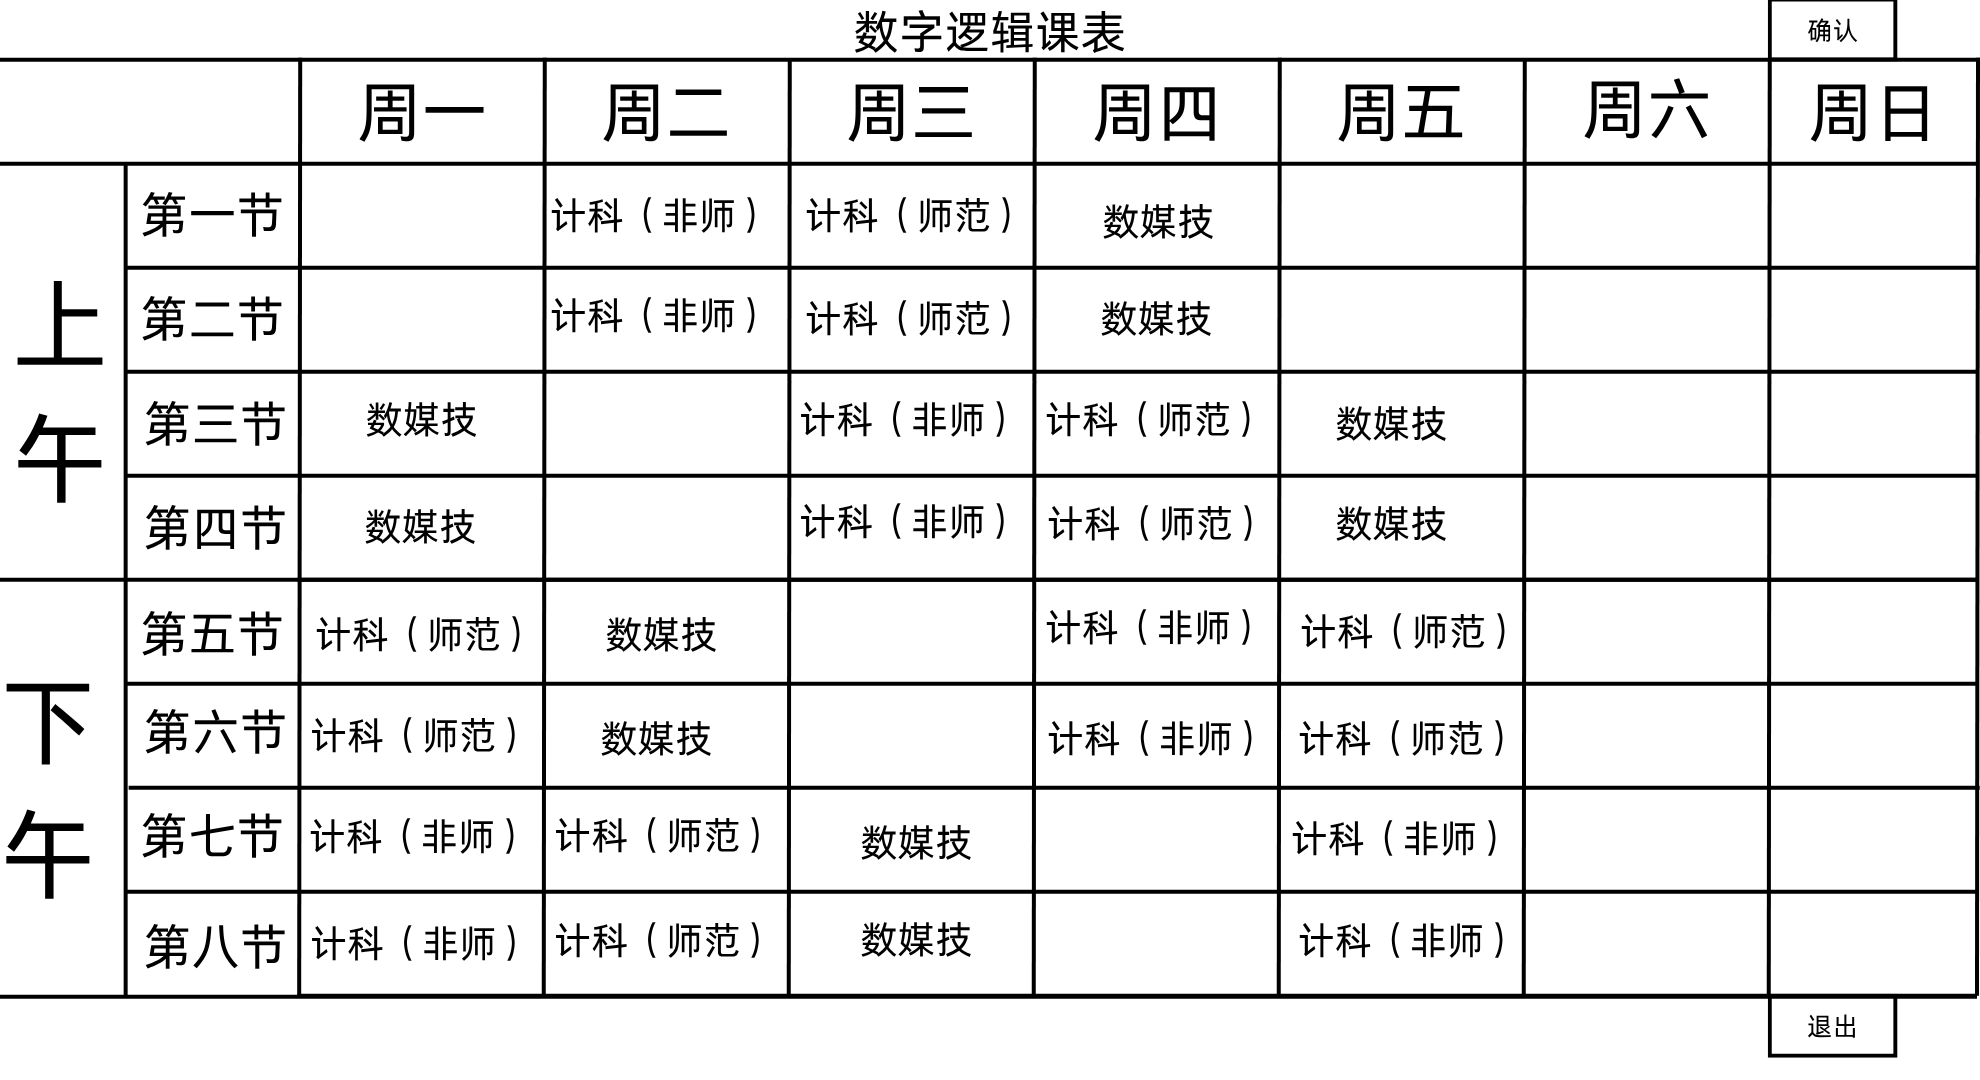 数字逻辑课表 确认
周一 周二 周三 周四 周五 周六 周日
上午
第一节 计科（非师） 计科（师范） 数媒技
第二节 计科（非师） 计科（师范） 数媒技
第三节 数媒技 计科（非师） 计科（师范） 数媒技
第四节 数媒技 计科（非师） 计科（师范） 数媒技
下午
第五节 计科（师范） 数媒技 计科（非师） 计科（师范）
第六节 计科（师范） 数媒技 计科（非师） 计科（师范）
第七节 计科（非师） 计科（师范） 数媒技 计科（非师）
第八节 计科（非师） 计科（师范） 数媒技 计科（非师）
退出